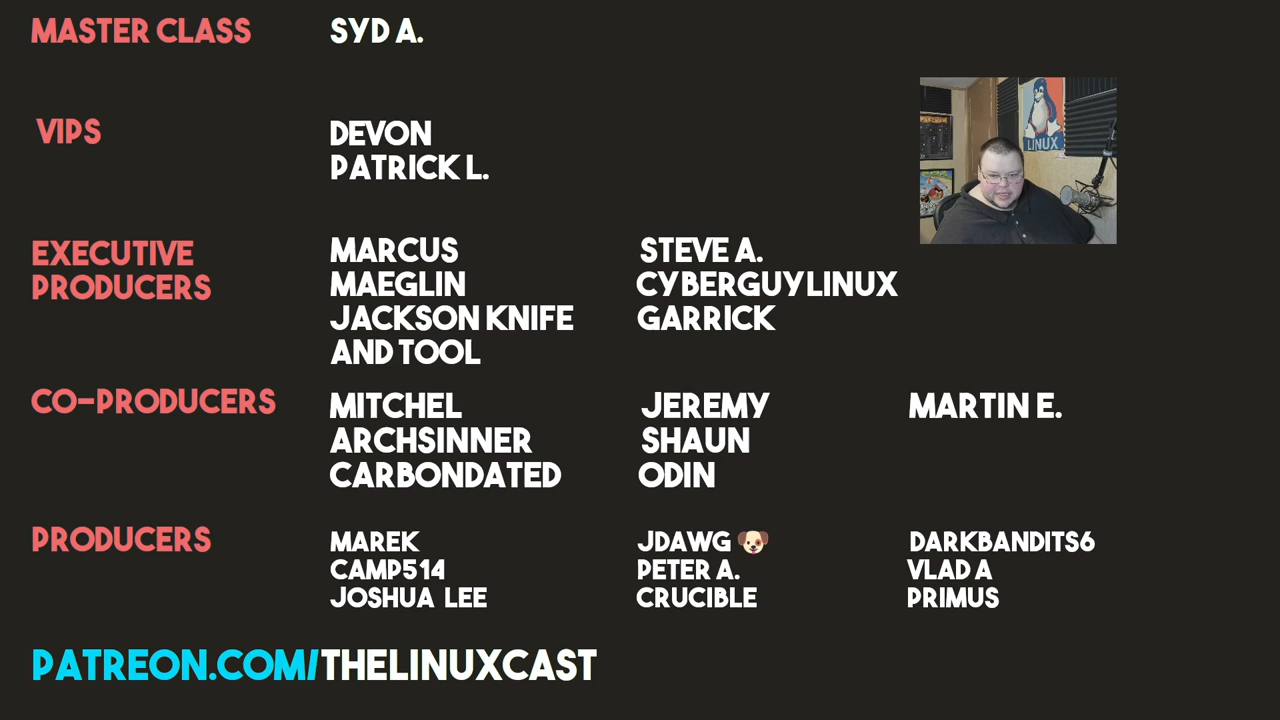 MASTER CLASS SYD A.
VIPS DEVON
PATRICK L.
LINUX
EXECUTIVE PRODUCERS
MARCUS STEVE A.
MAEGLIN CYBERGUYLINUX
JACKSON KNIFE GARRICK
AND TOOL
CO-PRODUCERS MITCHEL JEREMY MARTIN E.
ARCHSINNER SHAUN
CARBONDATED ODIN
PRODUCERS MAREK JDAWG 🐶 DARKBANDITS6
CAMP514 PETER A. VLAD A
JOSHUA LEE CRUCIBLE PRIMUS
PATREON.COM/THELINUXCAST